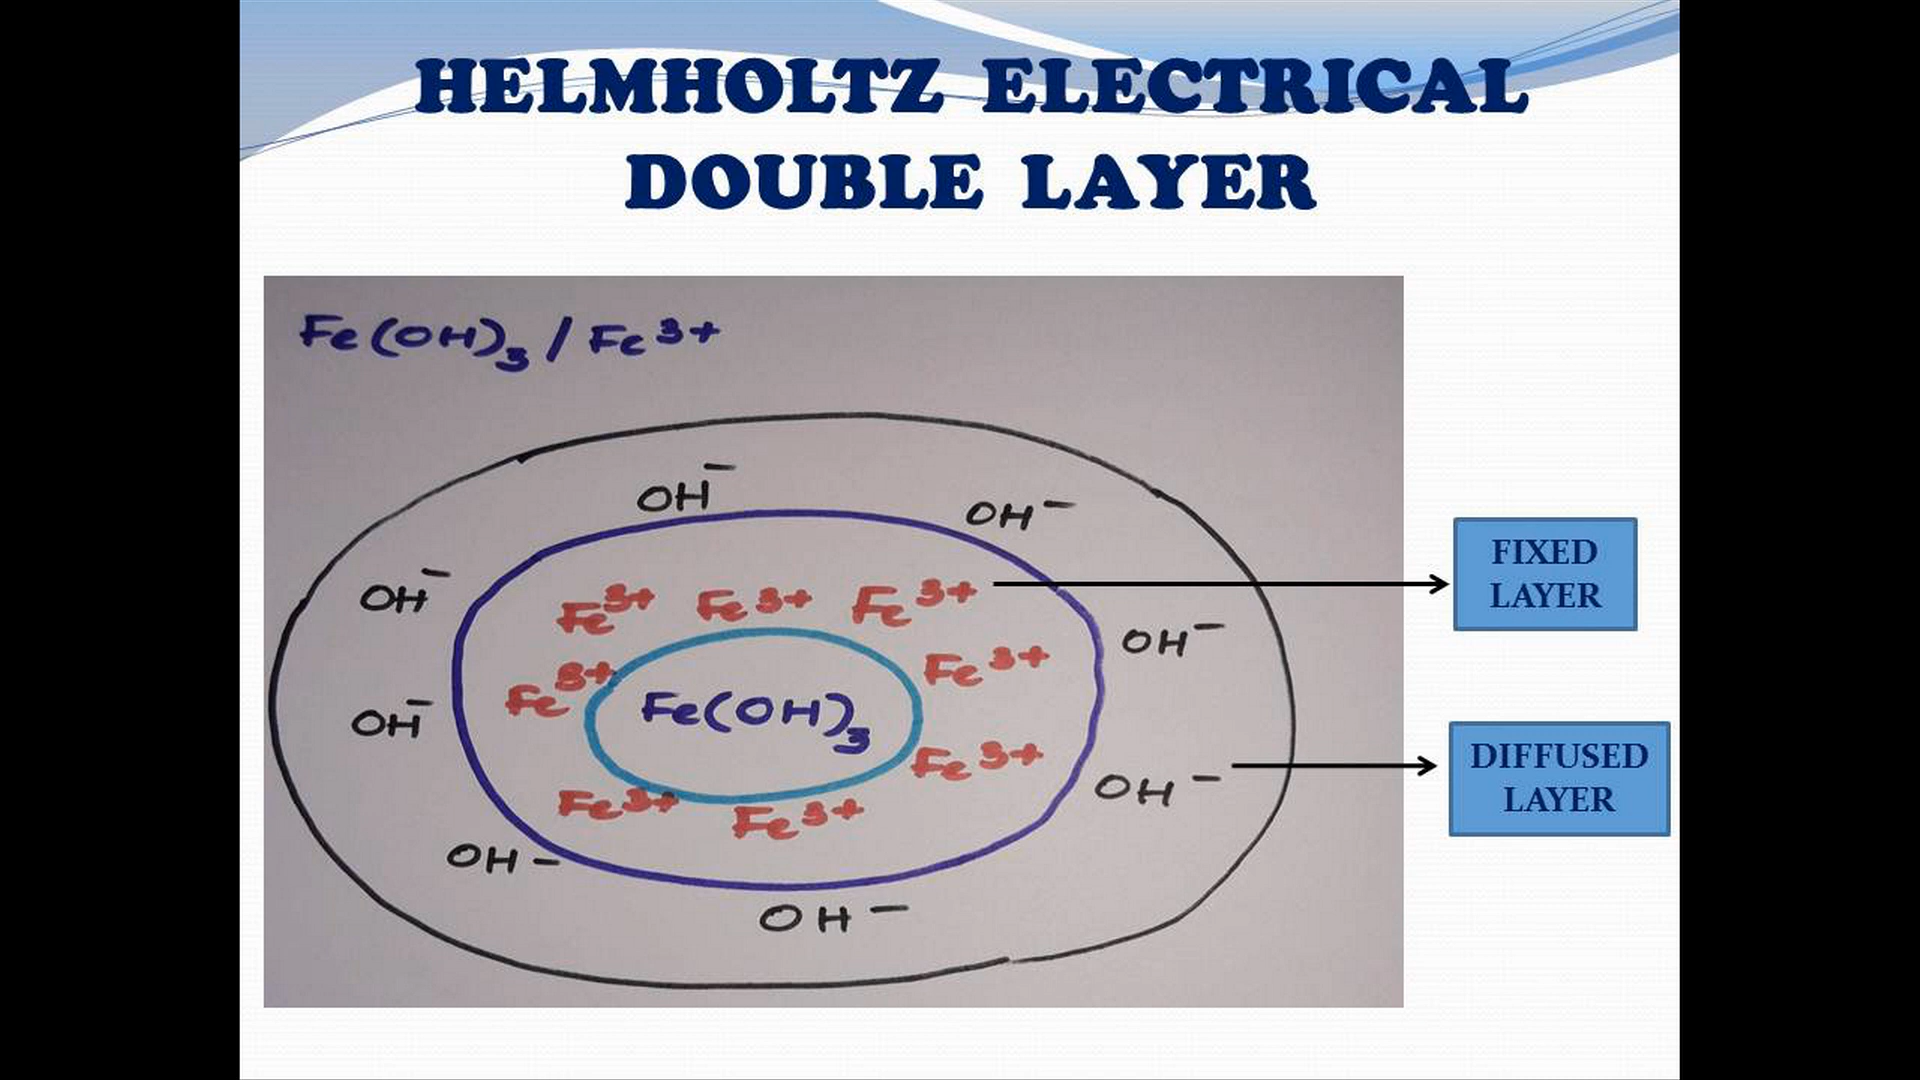 HELMHOLTZ ELECTRICAL
DOUBLE LAYER
Fe(OH)₃ / Fe³⁺
OH⁻
OH⁻
OH⁻
Fe³⁺ Fe³⁺ Fe³⁺
FIXED
LAYER
OH⁻
Fe³⁺
Fe³⁺
Fe(OH)₃
OH⁻
Fe³⁺
DIFFUSED
LAYER
OH⁻
Fe³⁺
Fe³⁺
OH⁻
OH⁻